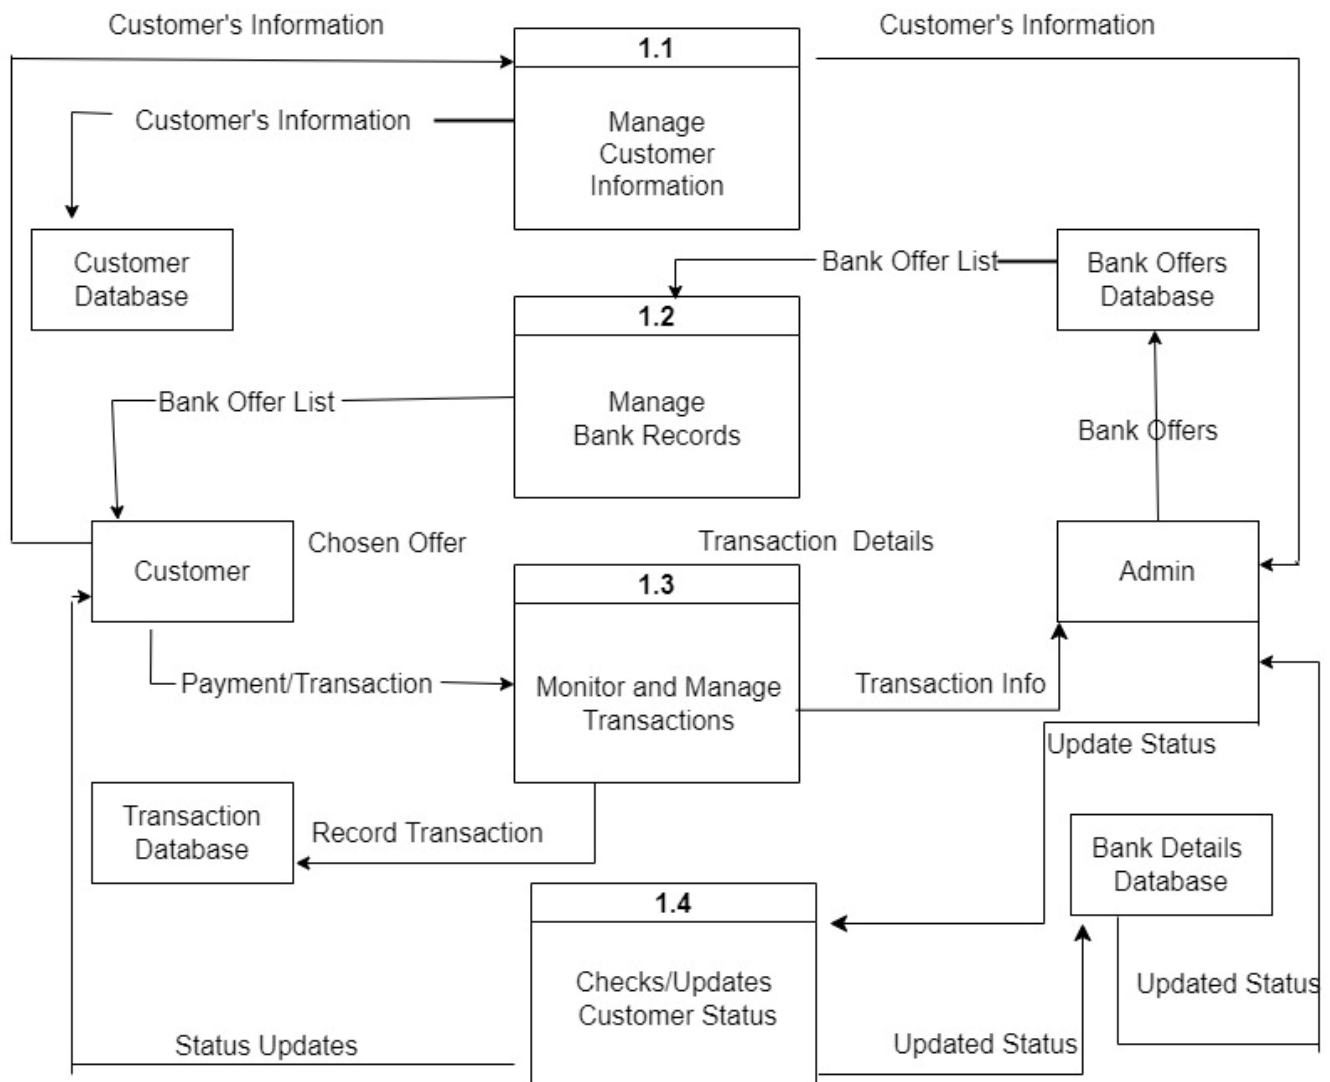 Customer's Information
Customer's Information
1.1
Customer's Information
Manage
Customer
Information
Customer
Database
Bank Offer List
Bank Offers
Database
1.2
Bank Offer List
Manage
Bank Records
Bank Offers
Customer
Chosen Offer
Transaction  Details
Admin
1.3
Payment/Transaction
Monitor and Manage
Transactions
Transaction Info
Update Status
Transaction
Database
Record Transaction
Bank Details
Database
1.4
Checks/Updates
Customer Status
Updated Status
Status Updates
Updated Status